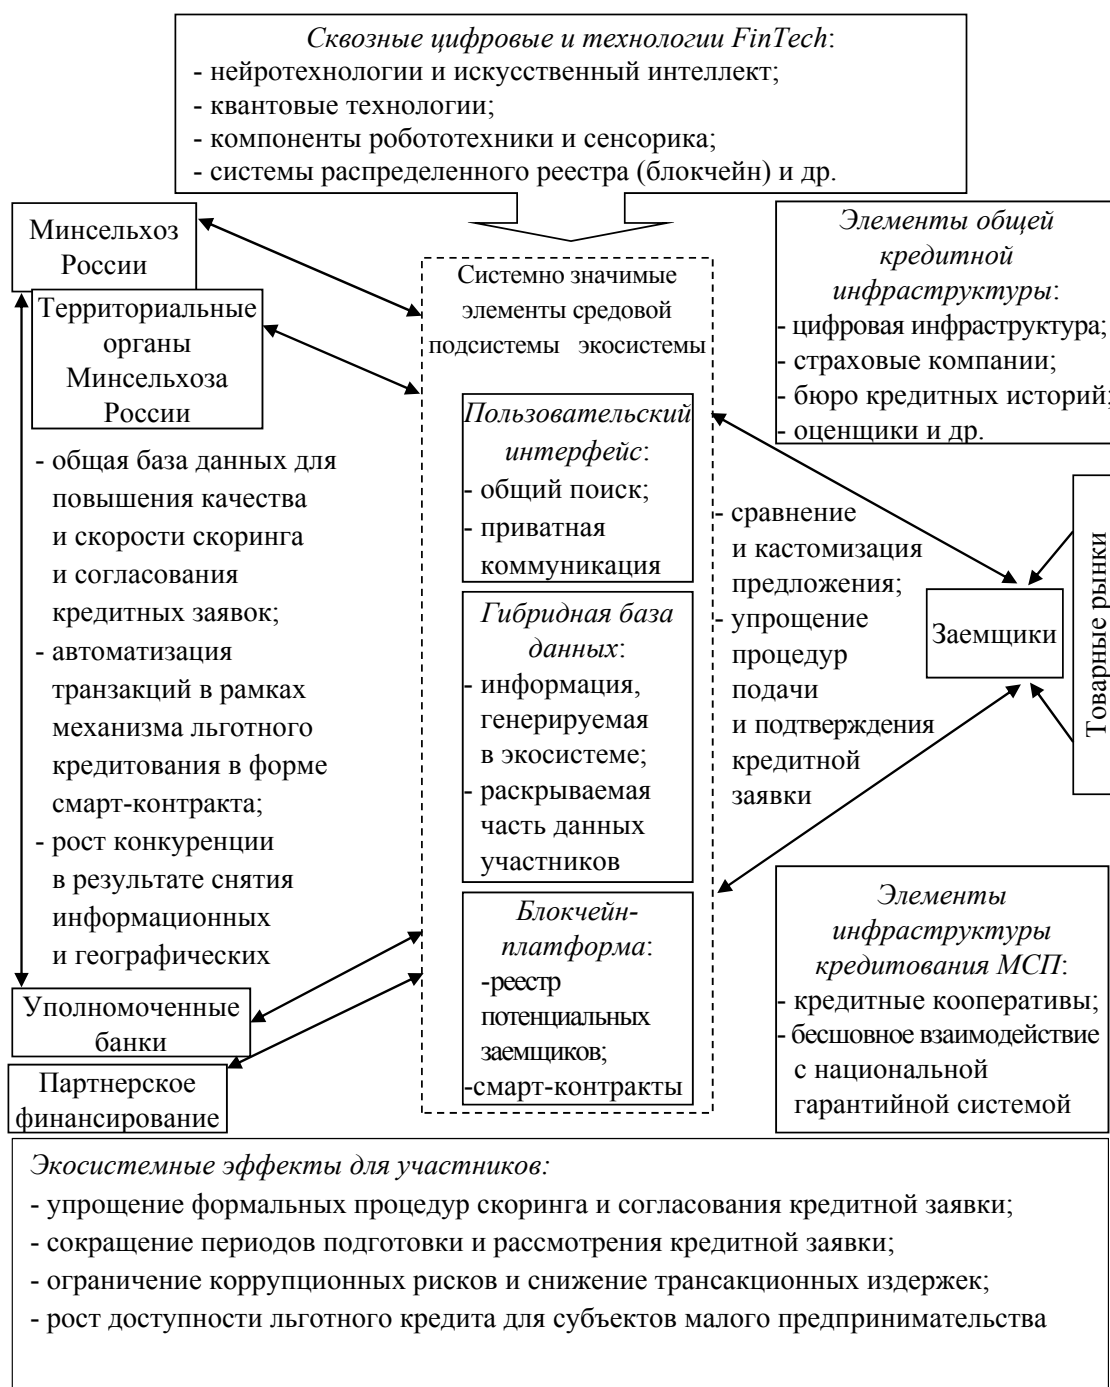 Сквозные цифровые и технологии FinTech:
- нейротехнологии и искусственный интеллект;
- квантовые технологии;
- компоненты робототехники и сенсорика;
- системы распределенного реестра (блокчейн) и др.
Минсельхоз
России
Территориальные
органы
Минсельхоза
России
- общая база данных для
повышения качества
и скорости скоринга
и согласования
кредитных заявок;
- автоматизация
транзакций в рамках
механизма льготного
кредитования в форме
смарт-контракта;
- рост конкуренции
в результате снятия
информационных
и географических
Уполномоченные
банки
Партнерское
финансирование
Системно значимые
элементы средовой
подсистемы экосистемы
Пользовательский
интерфейс:
- общий поиск;
- приватная
коммуникация
Гибридная база
данных:
- информация,
генерируемая
в экосистеме;
- раскрываемая
часть данных
участников
Блокчейн-
платформа:
-реестр
потенциальных
заемщиков;
-смарт-контракты
- сравнение
и кастомизация
предложения;
- упрощение
процедур
подачи
и подтверждения
кредитной
заявки
Элементы общей
кредитной
инфраструктуры:
- цифровая инфраструктура;
- страховые компании;
- бюро кредитных историй;
- оценщики и др.
Заемщики
Товарные рынки
Элементы
инфраструктуры
кредитования МСП:
- кредитные кооперативы;
- бесшовное взаимодействие
с национальной
гарантийной системой
Экосистемные эффекты для участников:
- упрощение формальных процедур скоринга и согласования кредитной заявки;
- сокращение периодов подготовки и рассмотрения кредитной заявки;
- ограничение коррупционных рисков и снижение трансакционных издержек;
- рост доступности льготного кредита для субъектов малого предпринимательства